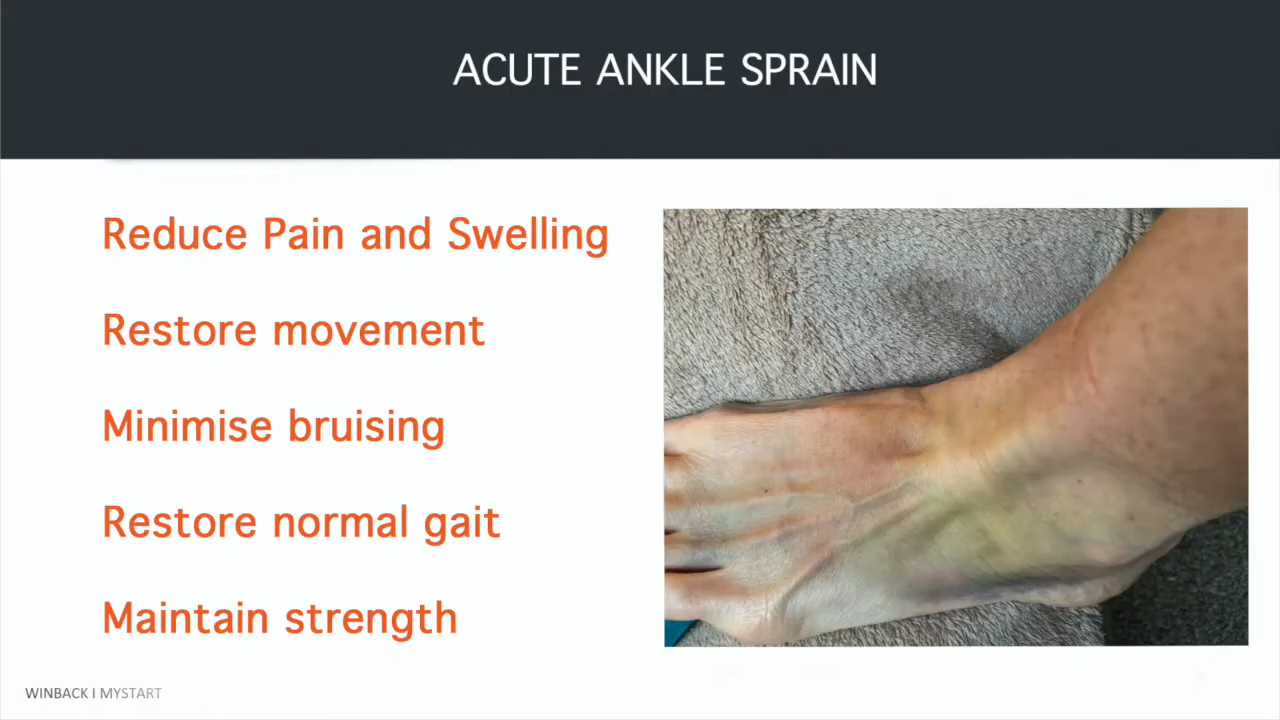 ACUTE ANKLE SPRAIN
Reduce Pain and Swelling
Restore movement
Minimise bruising
Restore normal gait
Maintain strength
WINBACK I MYSTART